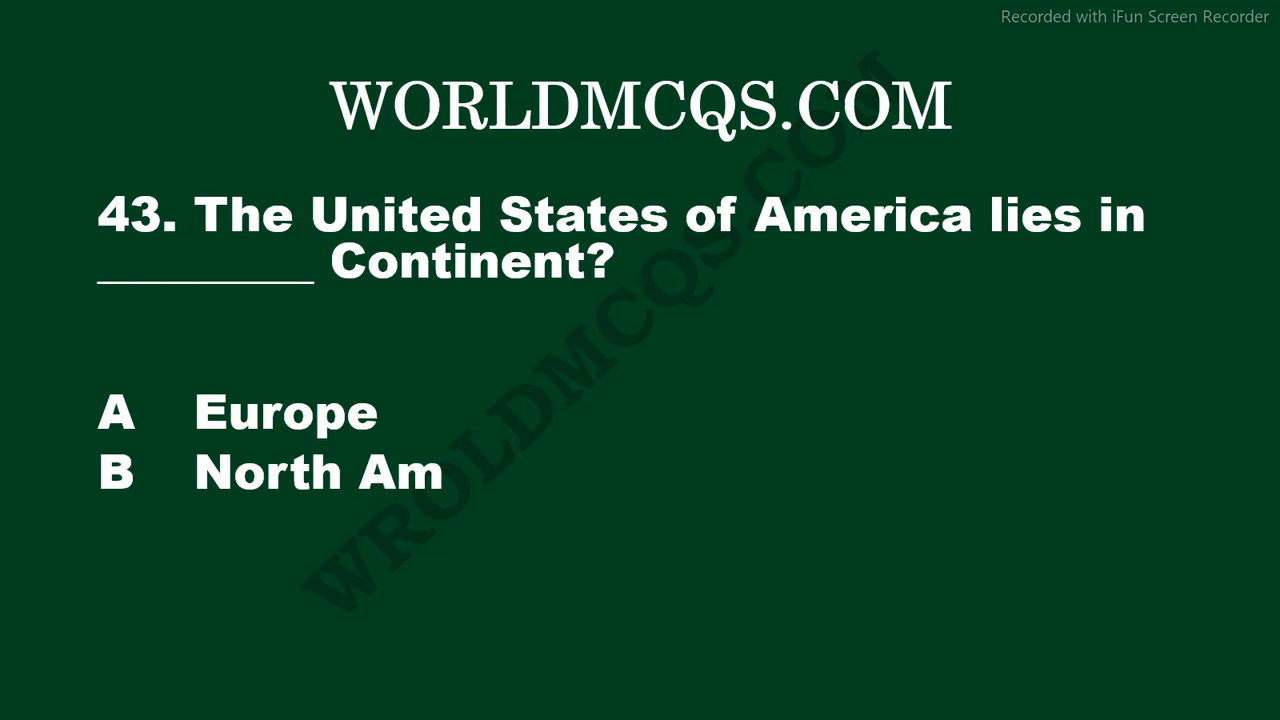 Recorded with iFun Screen Recorder
WORLDMCQS.COM
43. The United States of America lies in
_________ Continent?
A Europe
B North Am
WROLDMCQS.COM